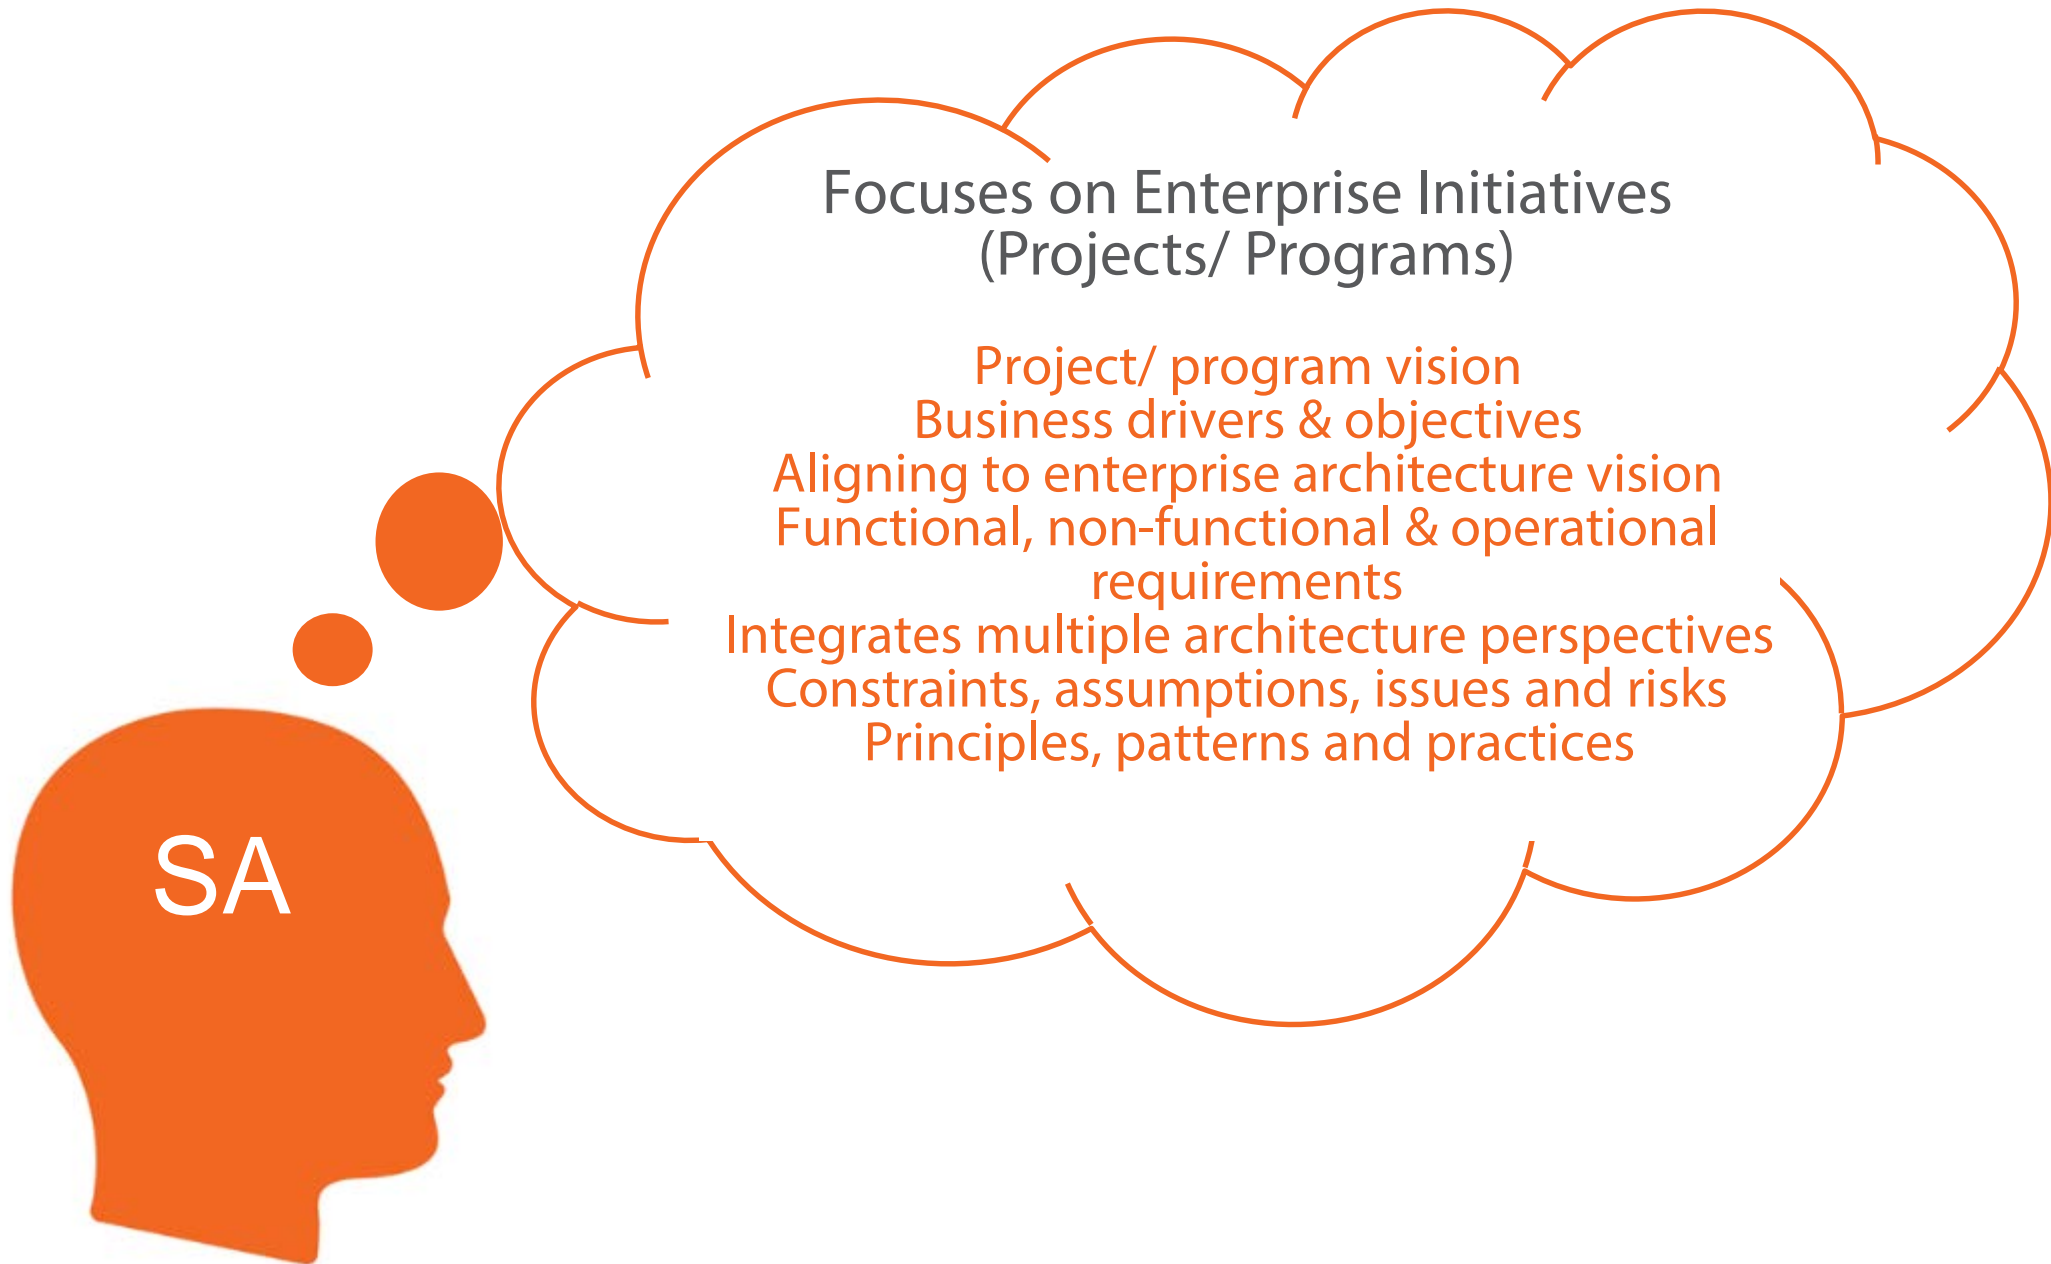 Focuses on Enterprise Initiatives
(Projects/ Programs)
Project/ program vision
Business drivers & objectives
Aligning to enterprise architecture vision
Functional, non-functional & operational
requirements
Integrates multiple architecture perspectives
Constraints, assumptions, issues and risks
Principles, patterns and practices
SA